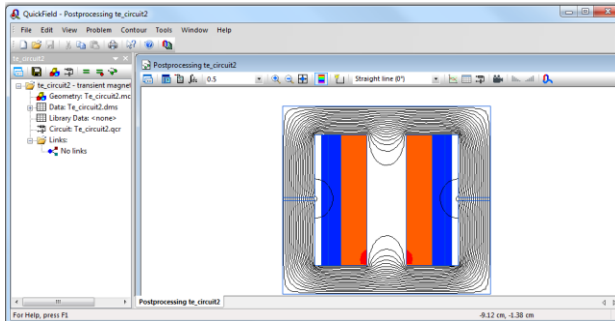 QuickField - Postprocessing te_circuit2
File Edit View Problem Contour Tools Window Help
te_circuit2
te_circuit2 - transient magnet
Geometry: Te_circuit2.mc
Data: Te_circuit2.dms
Library Data: <none>
Circuit: Te_circuit2.qcr
Links:
No links
Postprocessing te_circuit2
0.5
Straight line (0°)
Postprocessing te_circuit2
For Help, press F1
-9.12 cm, -1.38 cm